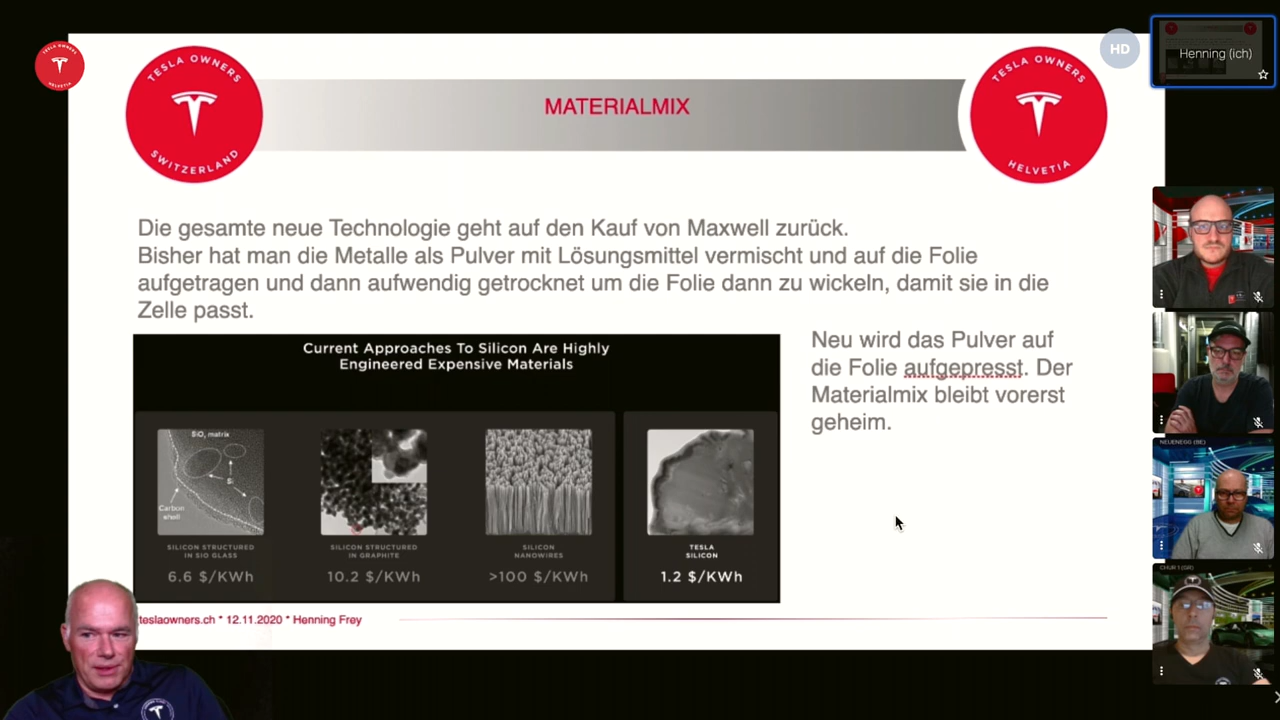 TESLA OWNERS
TESLA OWNERS
SWITZERLAND
MATERIALMIX
TESLA OWNERS
HELVETIA
HD
Henning (ich)
Die gesamte neue Technologie geht auf den Kauf von Maxwell zurück.
Bisher hat man die Metalle als Pulver mit Lösungsmittel vermischt und auf die Folie
aufgetragen und dann aufwendig getrocknet um die Folie dann zu wickeln, damit sie in die
Zelle passt.
Current Approaches To Silicon Are Highly
Engineered Expensive Materials
SiOx matrix
Si
Carbon
shell
SILICON STRUCTURED
IN SIO GLASS
6.6 $/KWh
SILICON STRUCTURED
IN GRAPHITE
10.2 $/KWh
SILICON
NANOWIRES
>100 $/KWh
TESLA
SILICON
1.2 $/KWh
Neu wird das Pulver auf
die Folie aufgepresst. Der
Materialmix bleibt vorerst
geheim.
teslaowners.ch * 12.11.2020 * Henning Frey
NEUENEGG (BE)
CHUR 1 (GR)